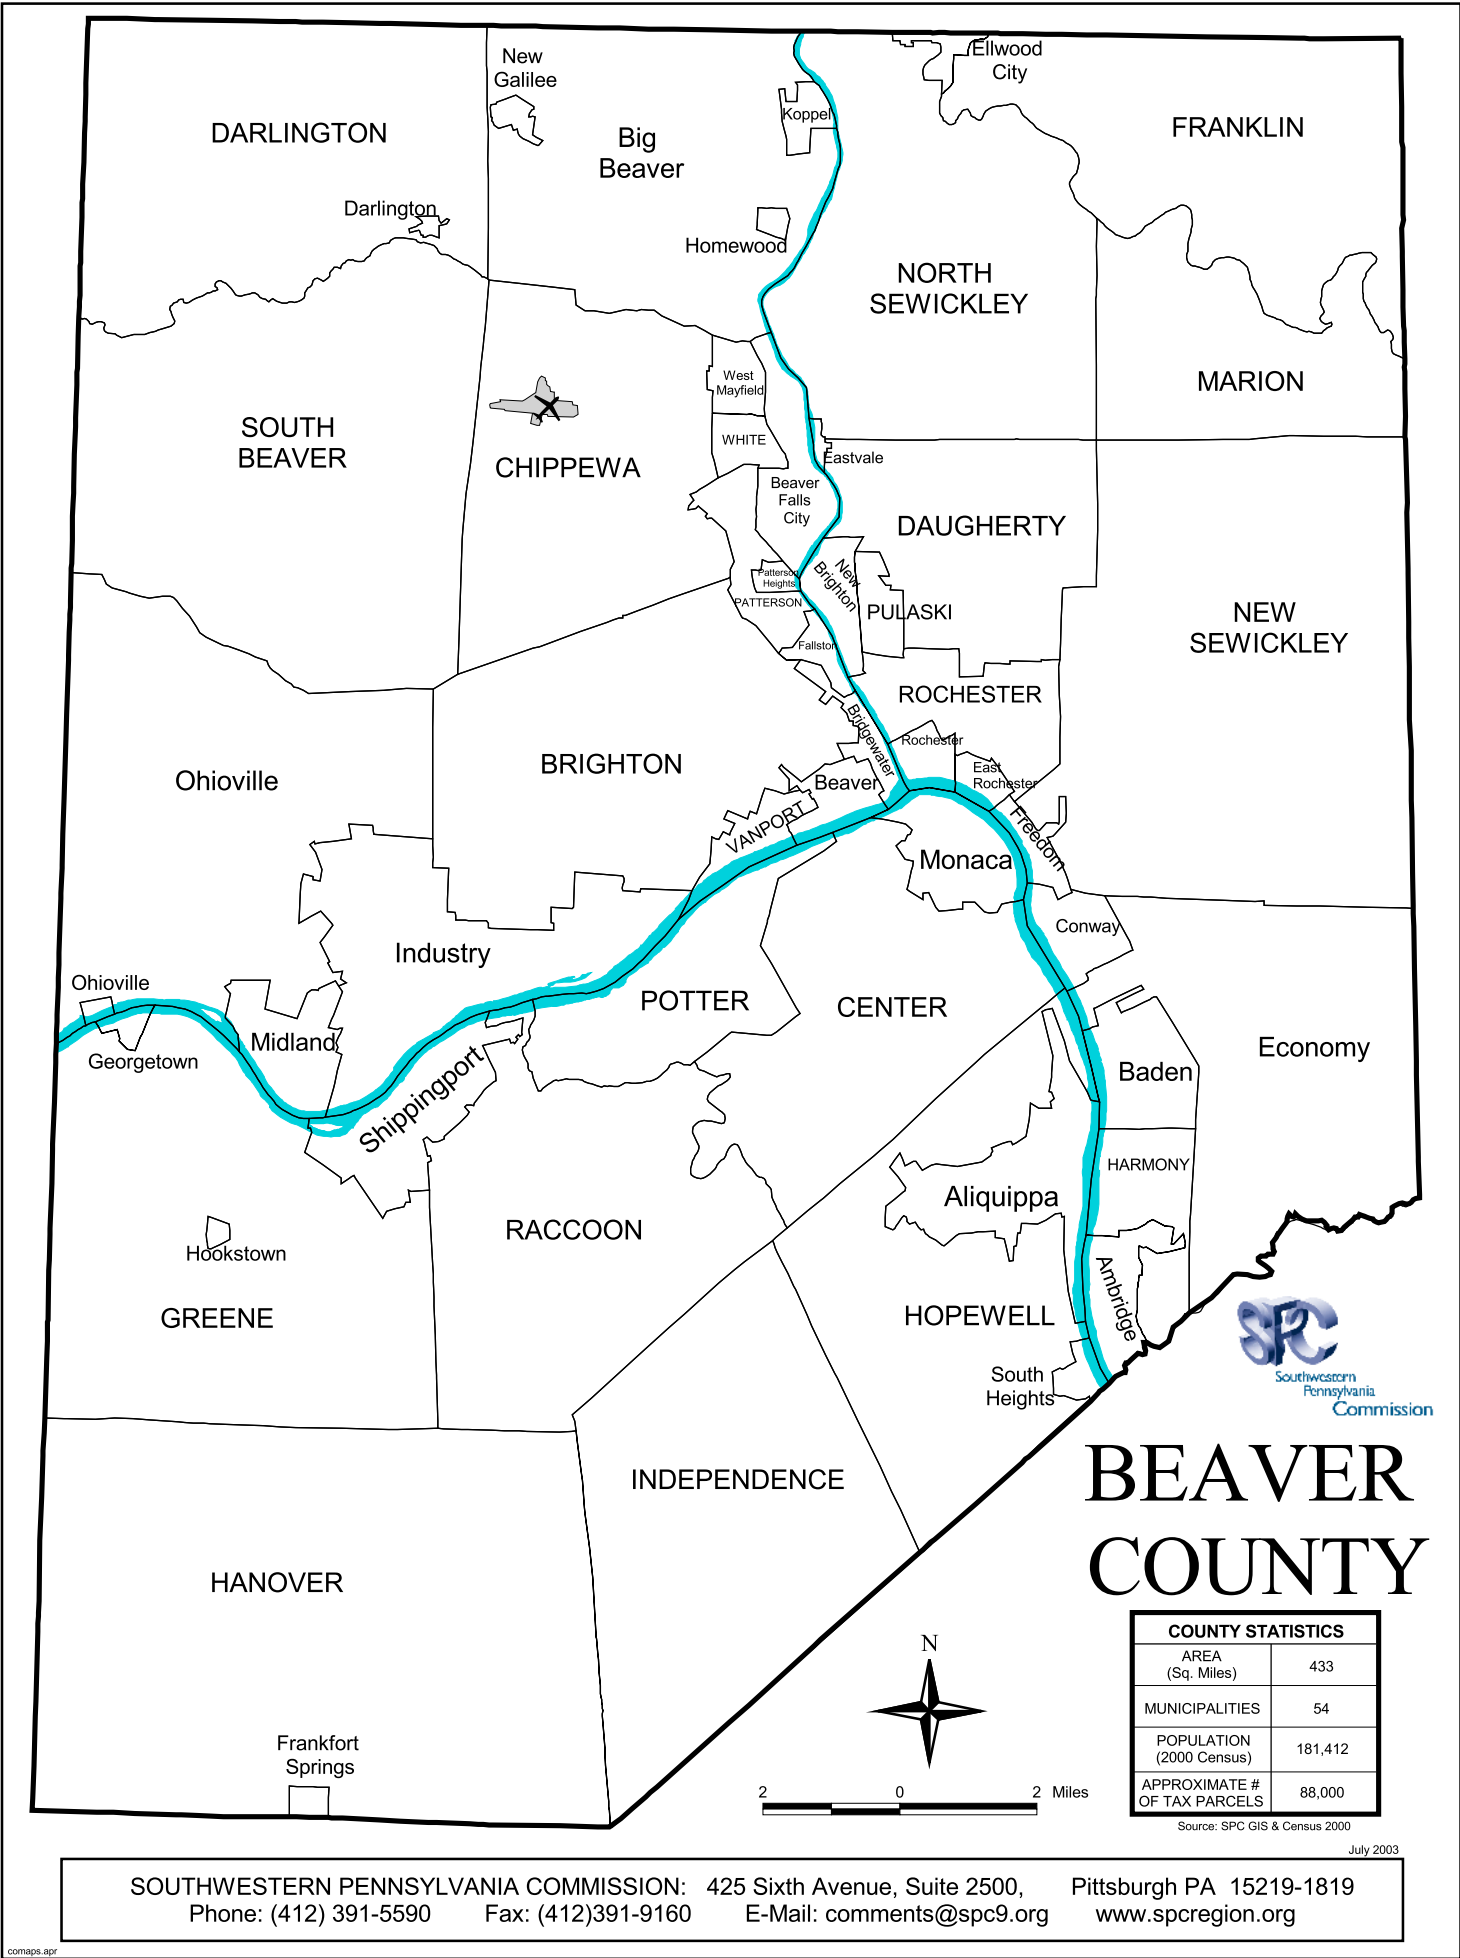 New
Galilee
Ellwood
City
Koppel
DARLINGTON
Big
Beaver
FRANKLIN
Darlington
Homewood
NORTH
SEWICKLEY
West
Mayfield
MARION
SOUTH
BEAVER
WHITE
CHIPPEWA
Eastvale
Beaver
Falls
City
DAUGHERTY
New
Brighton
Patterson
Heights
PATTERSON
PULASKI
NEW
SEWICKLEY
Fallston
ROCHESTER
Bridgewater
Rochester
BRIGHTON
Ohioville
Beaver
East
Rochester
VANPORT
Freedom
Monaca
Conway
Industry
Ohioville
POTTER
CENTER
Midland
Georgetown
Economy
Baden
Shippingport
HARMONY
Aliquippa
RACCOON
Hookstown
GREENE
Ambridge
HOPEWELL
SPC
Southwestern
Pennsylvania
Commission
South
Heights
INDEPENDENCE
BEAVER
COUNTY
HANOVER
COUNTY STATISTICS
AREA
(Sq. Miles)
433
MUNICIPALITIES 54
POPULATION
(2000 Census)
181,412
APPROXIMATE #
OF TAX PARCELS
88,000
Source: SPC GIS & Census 2000
N
Frankfort
Springs
2 0 2 Miles
July 2003
SOUTHWESTERN PENNSYLVANIA COMMISSION: 425 Sixth Avenue, Suite 2500, Pittsburgh PA 15219-1819
Phone: (412) 391-5590 Fax: (412)391-9160 E-Mail: comments@spc9.org www.spcregion.org
comaps.apr